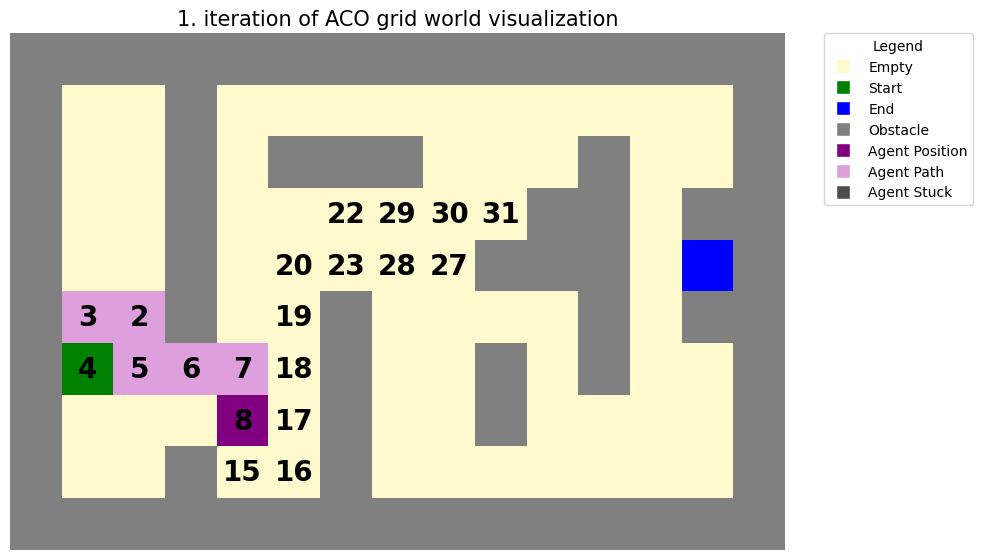 1. iteration of ACO grid world visualization
Legend
Empty
Start
End
Obstacle
Agent Position
Agent Path
Agent Stuck
22 29 30 31
20 23 28 27
3 2 19
4 5 6 7 18
8 17
15 16